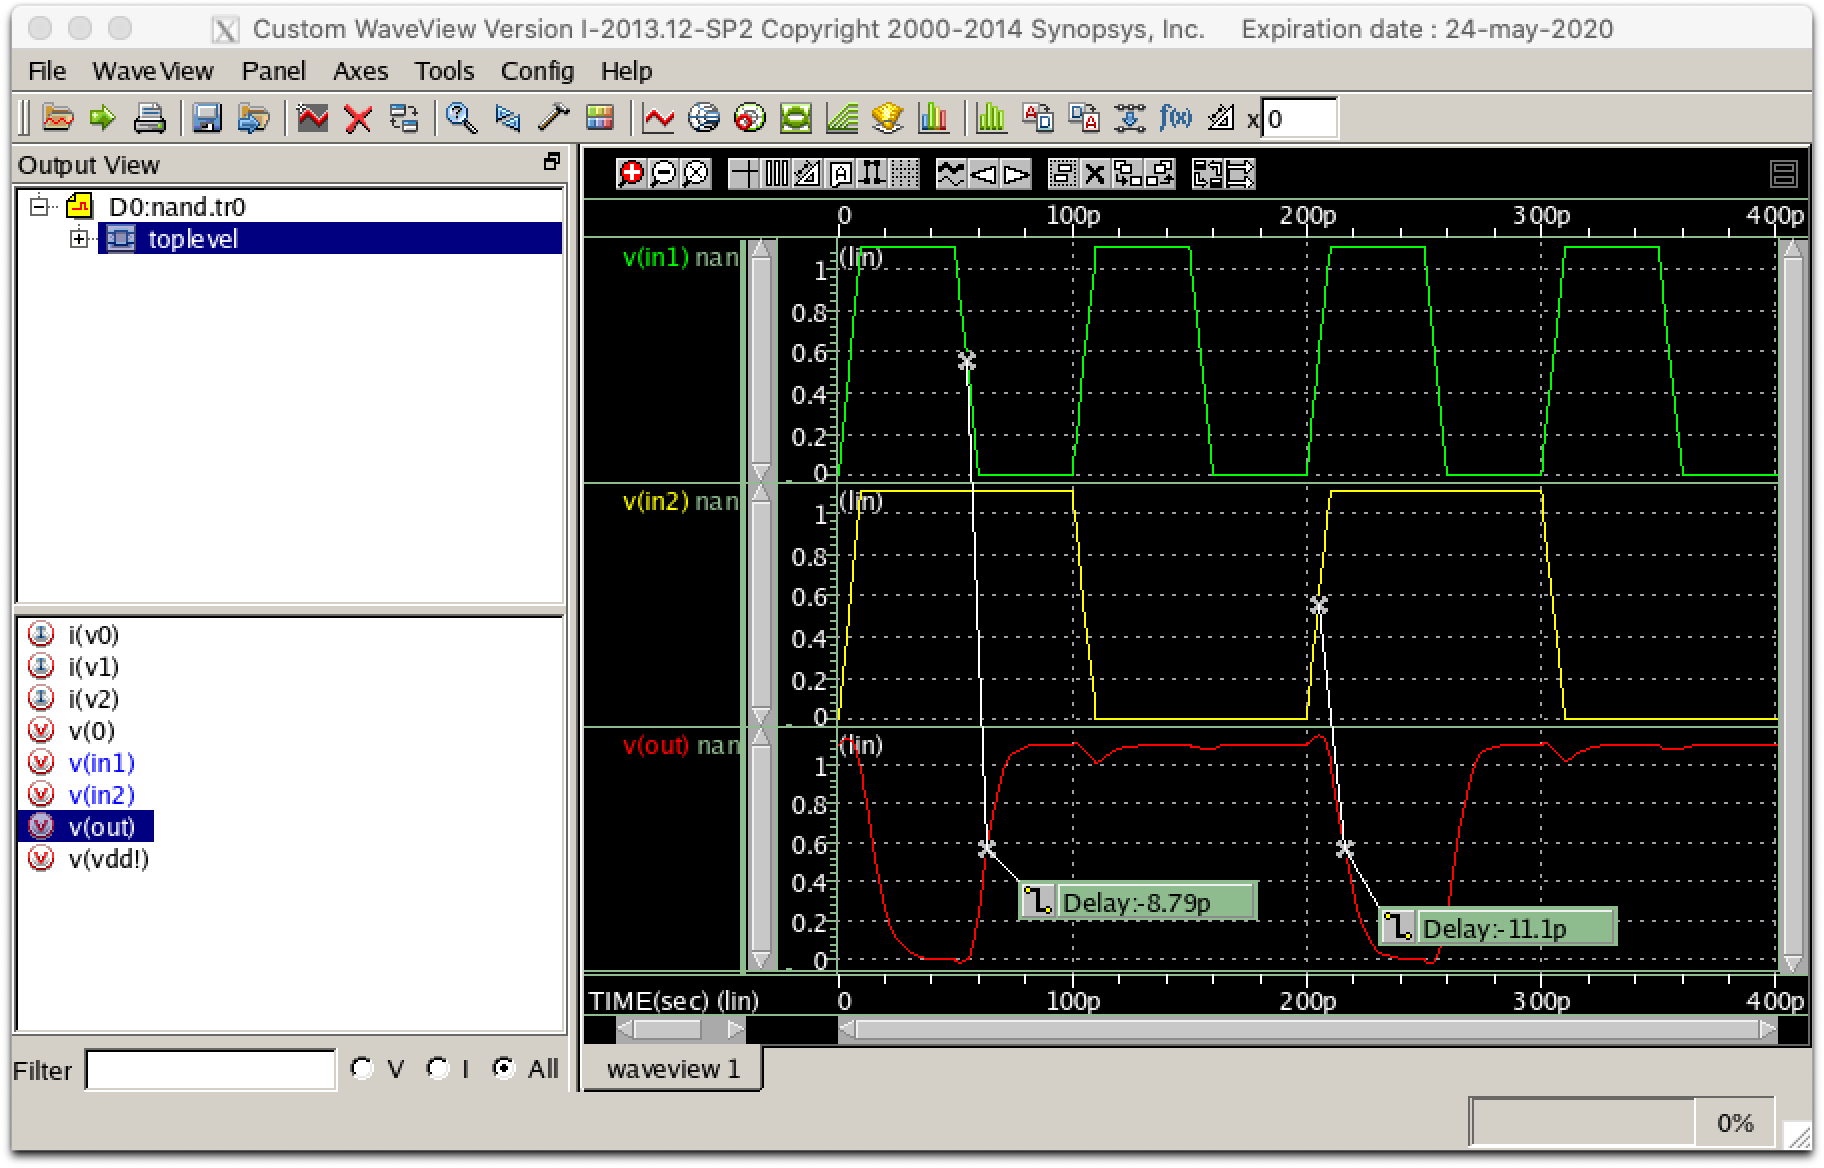 Custom WaveView Version I-2013.12-SP2 Copyright 2000-2014 Synopsys, Inc. Expiration date : 24-may-2020
File WaveView Panel Axes Tools Config Help
f(x) x 0
Output View
D0:nand.tr0
toplevel
i(v0)
i(v1)
i(v2)
v(0)
v(in1)
v(in2)
v(out)
v(vdd!)
Filter V I All
0 100p 200p 300p 400p
v(in1) nan (lin)
1
0.8
0.6
0.4
0.2
0
v(in2) nan (lin)
1
0.8
0.6
0.4
0.2
0
v(out) nan (lin)
1
0.8
0.6
0.4
0.2
0
Delay:-8.79p
Delay:-11.1p
TIME(sec) (lin) 0 100p 200p 300p 400p
waveview 1
0%